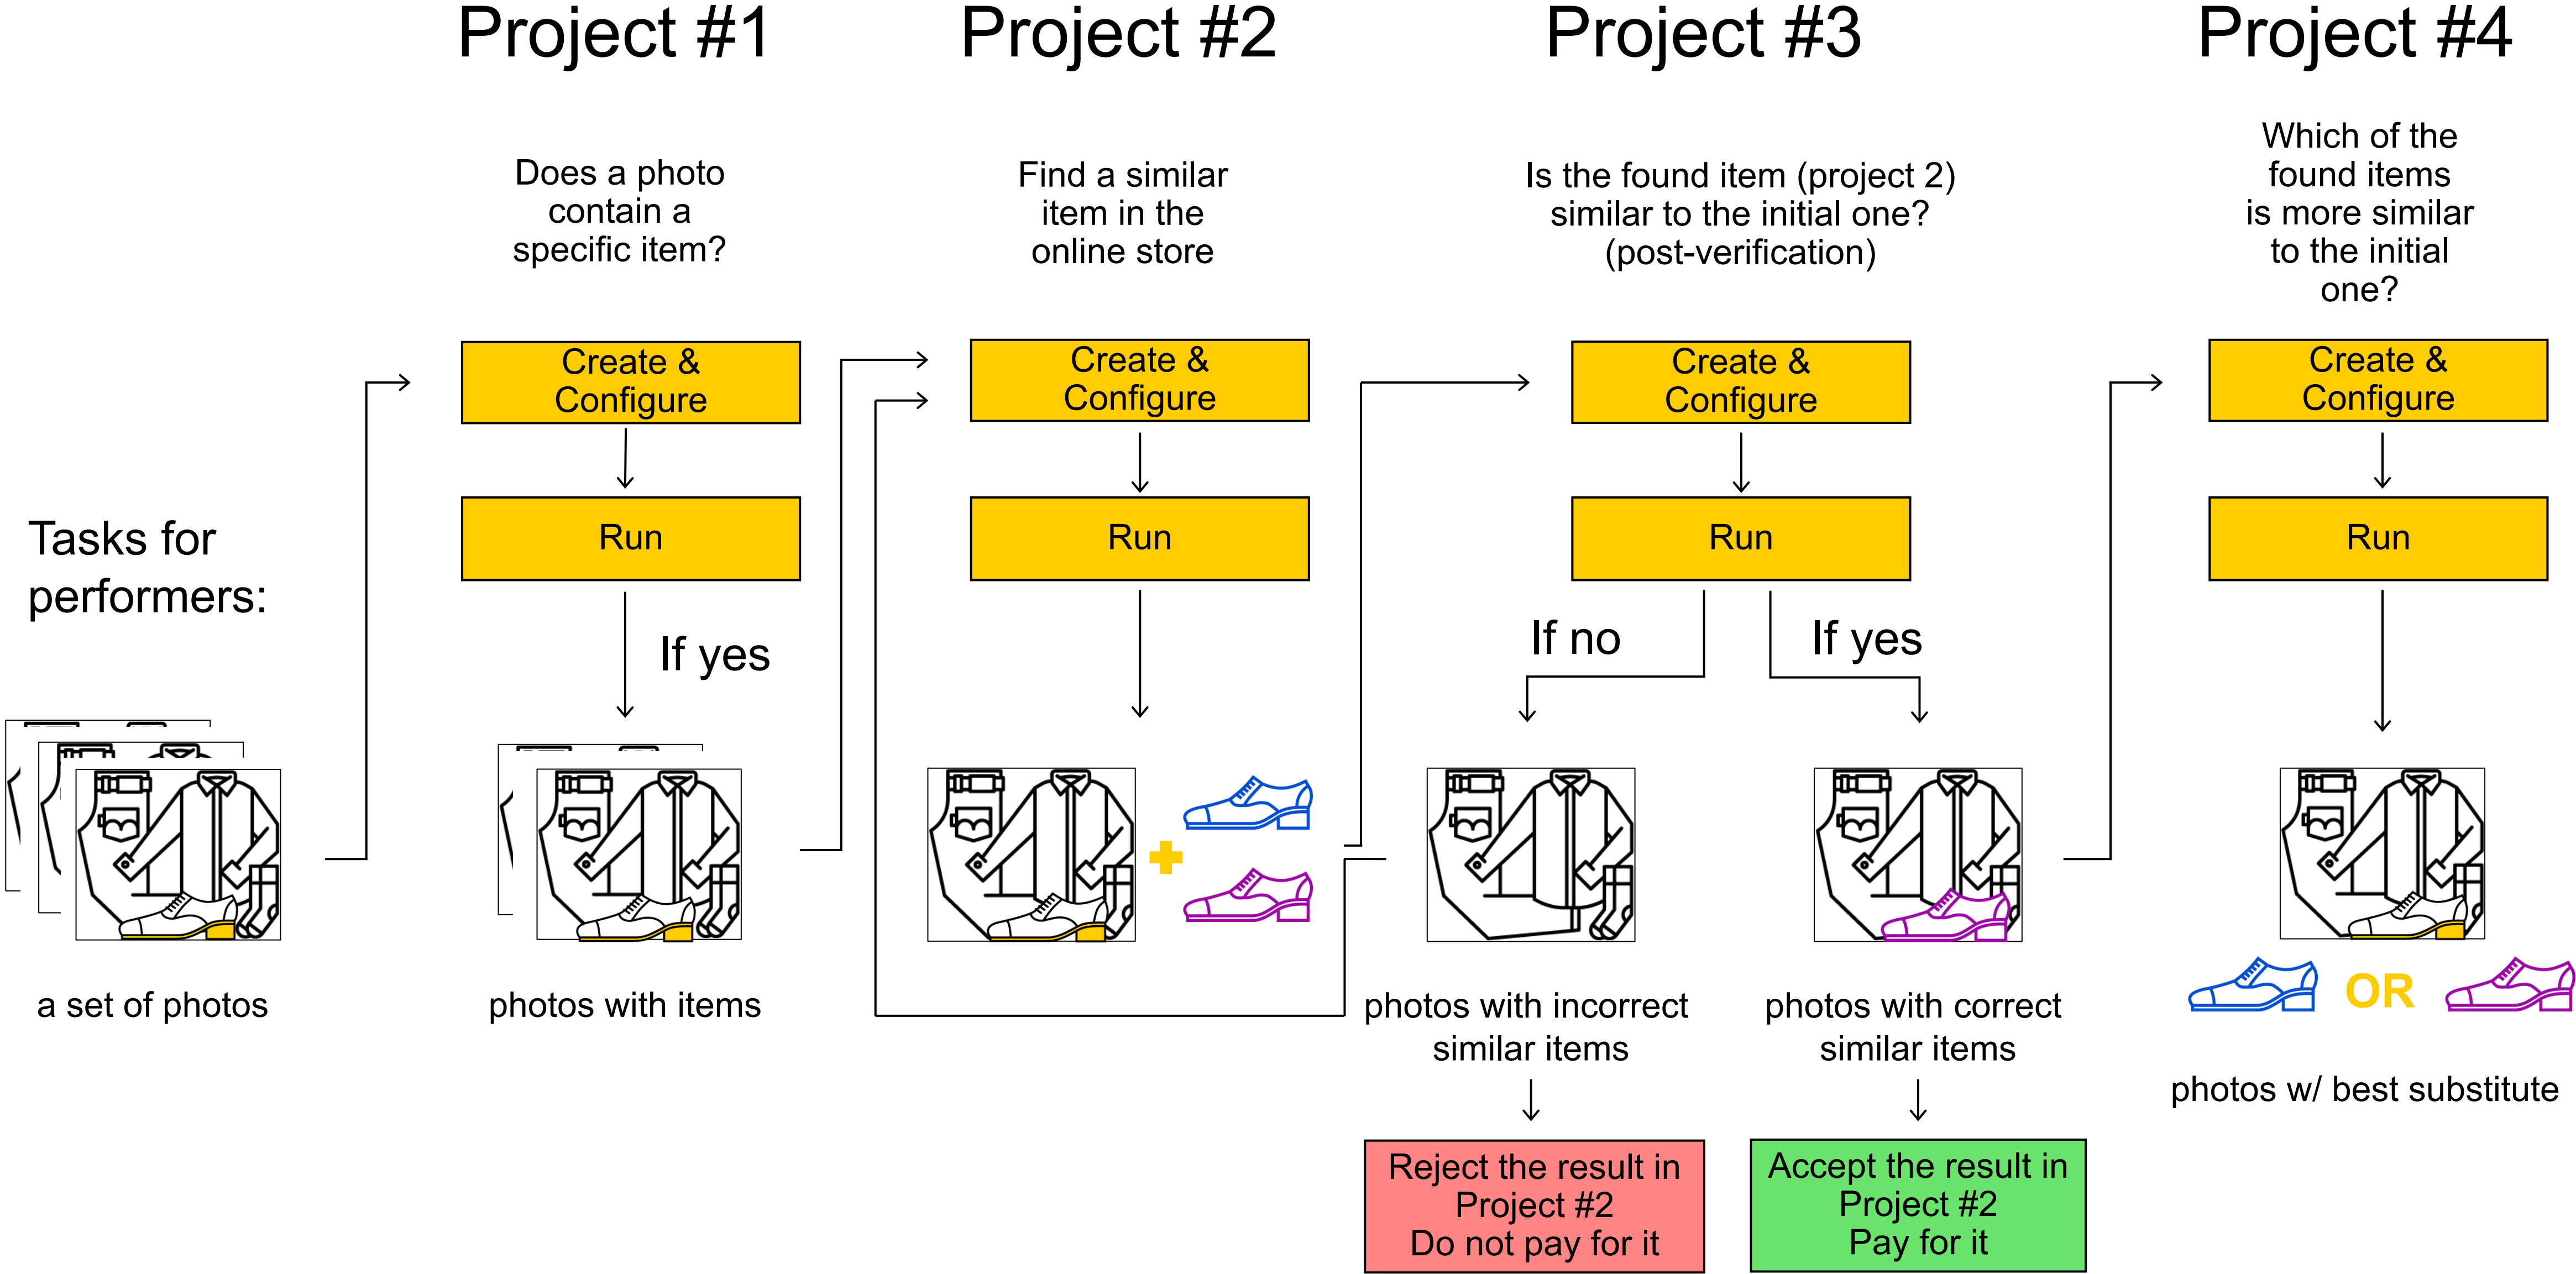 Project #1
Project #2
Project #3
Project #4
Does a photo
contain a
specific item?
Find a similar
item in the
online store
Is the found item (project 2)
similar to the initial one?
(post-verification)
Which of the
found items
is more similar
to the initial
one?
Create &
Configure
Create &
Configure
Create &
Configure
Create &
Configure
Run
Run
Run
Run
Tasks for
performers:
If yes
If no
If yes
a set of photos
photos with items
photos with incorrect
similar items
photos with correct
similar items
OR
photos w/ best substitute
Reject the result in
Project #2
Do not pay for it
Accept the result in
Project #2
Pay for it